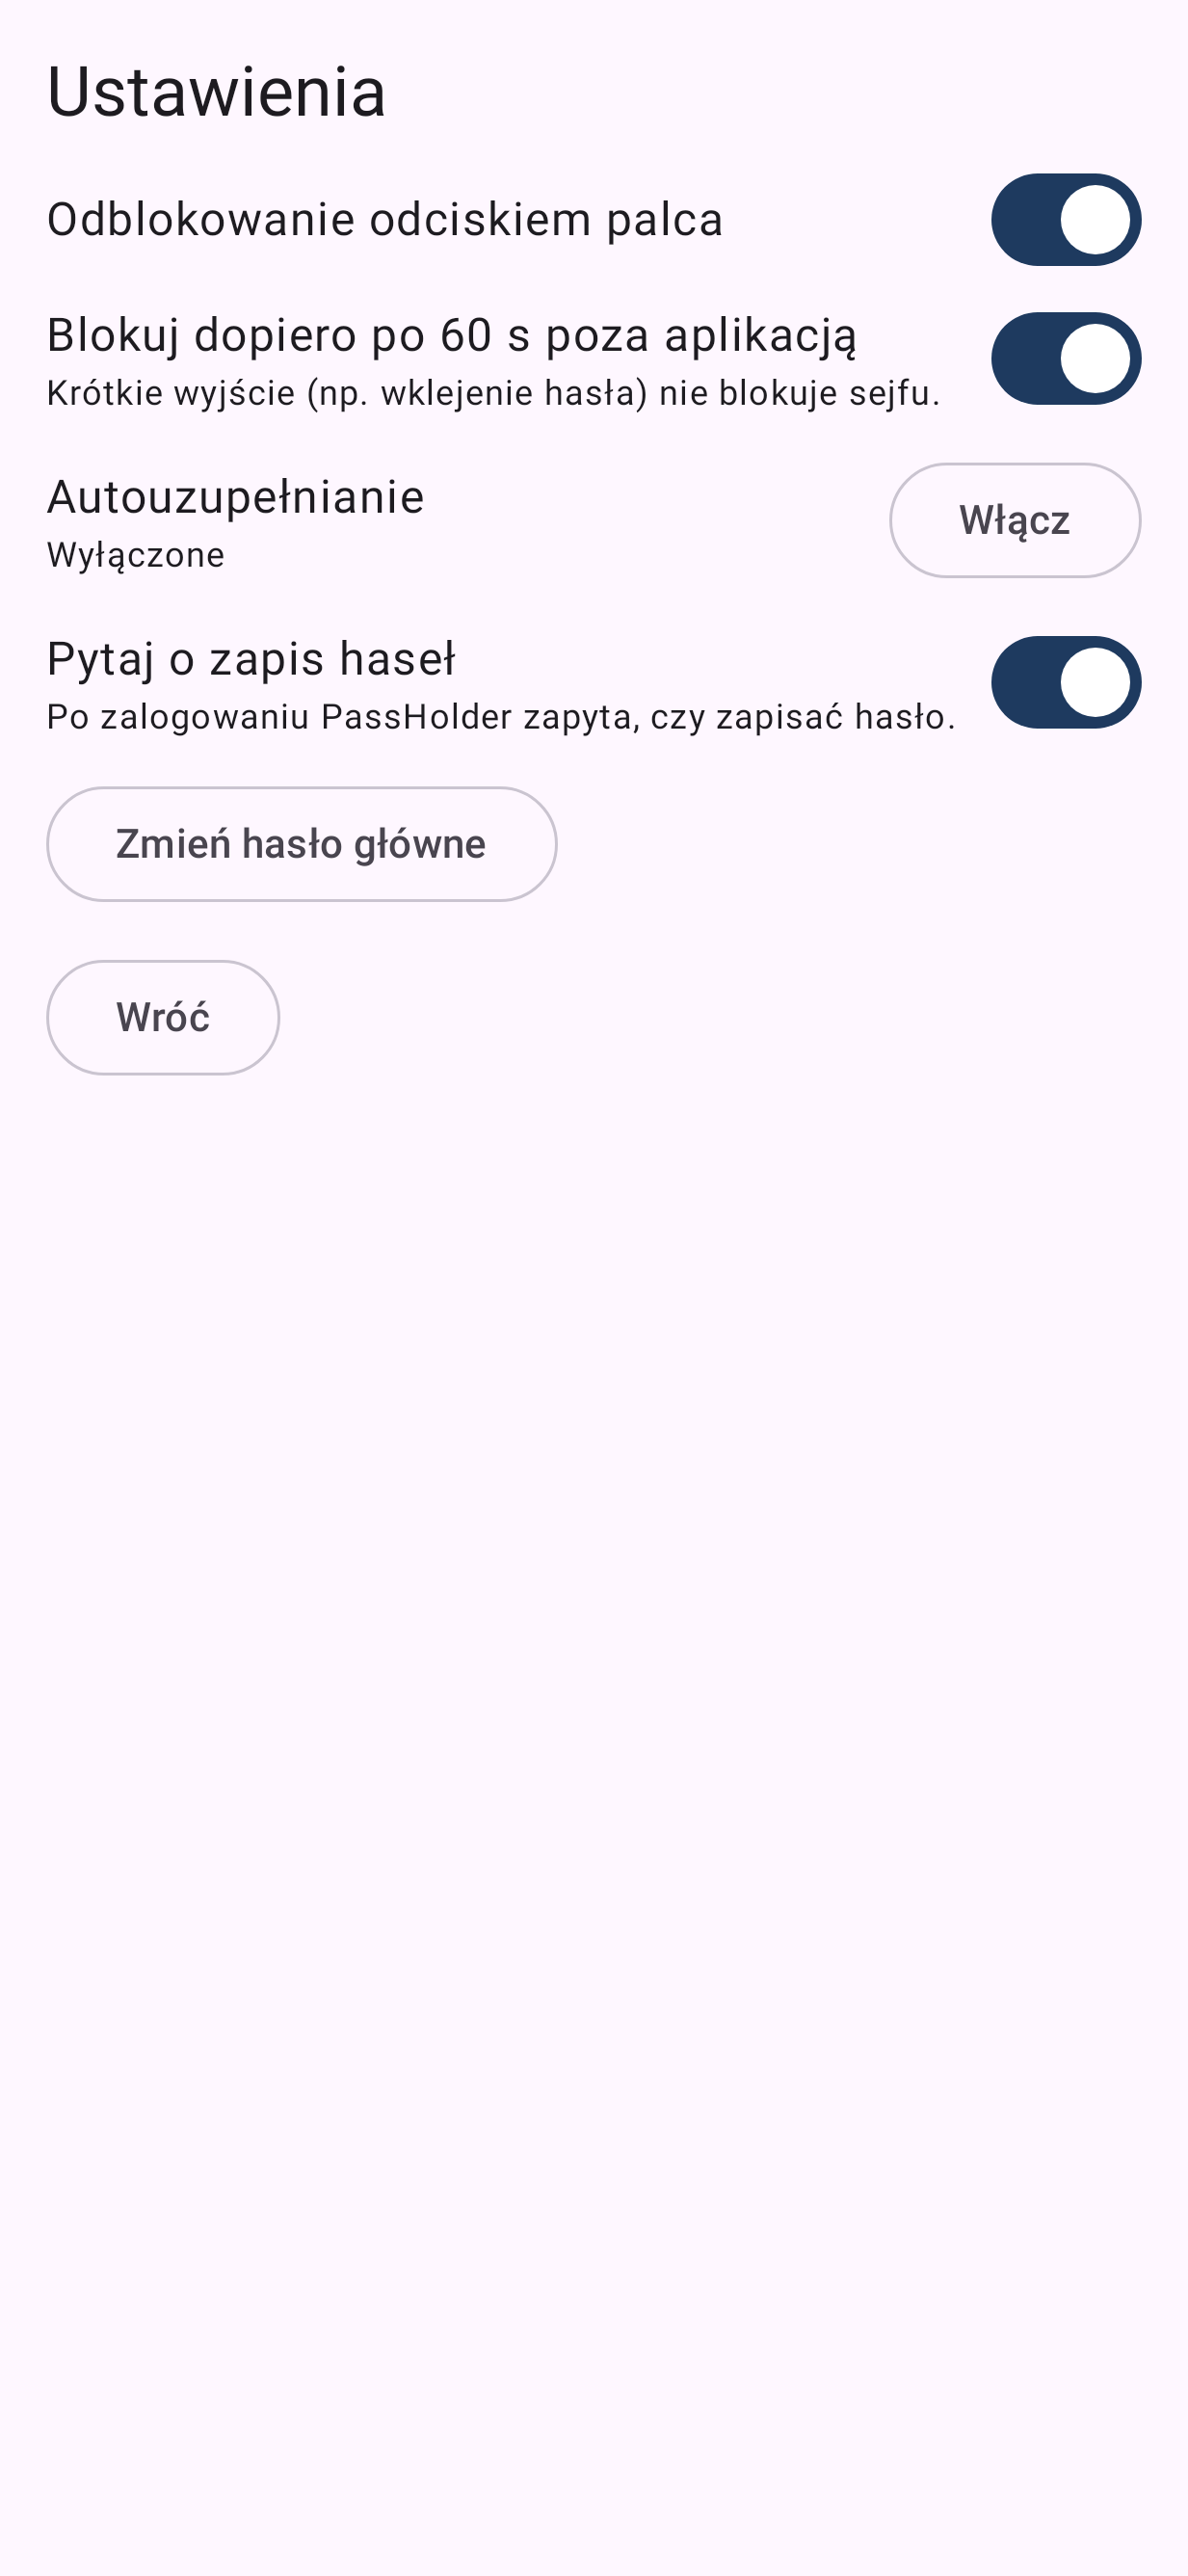 Ustawienia
Odblokowanie odciskiem palca
Blokuj dopiero po 60 s poza aplikacją
Krótkie wyjście (np. wklejenie hasła) nie blokuje sejfu.
Autouzupełnianie
Wyłączone
Włącz
Pytaj o zapis haseł
Po zalogowaniu PassHolder zapyta, czy zapisać hasło.
Zmień hasło główne
Wróć